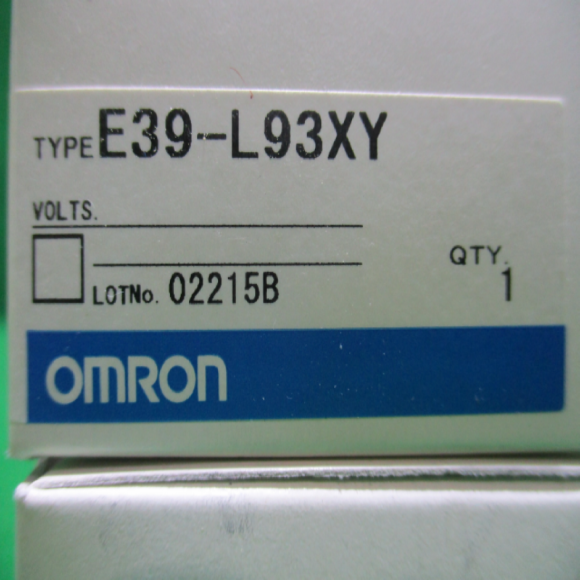 TYPE E39-L93XY
VOLTS.
LOTNo. 02215B
QTY.
1
OMRON